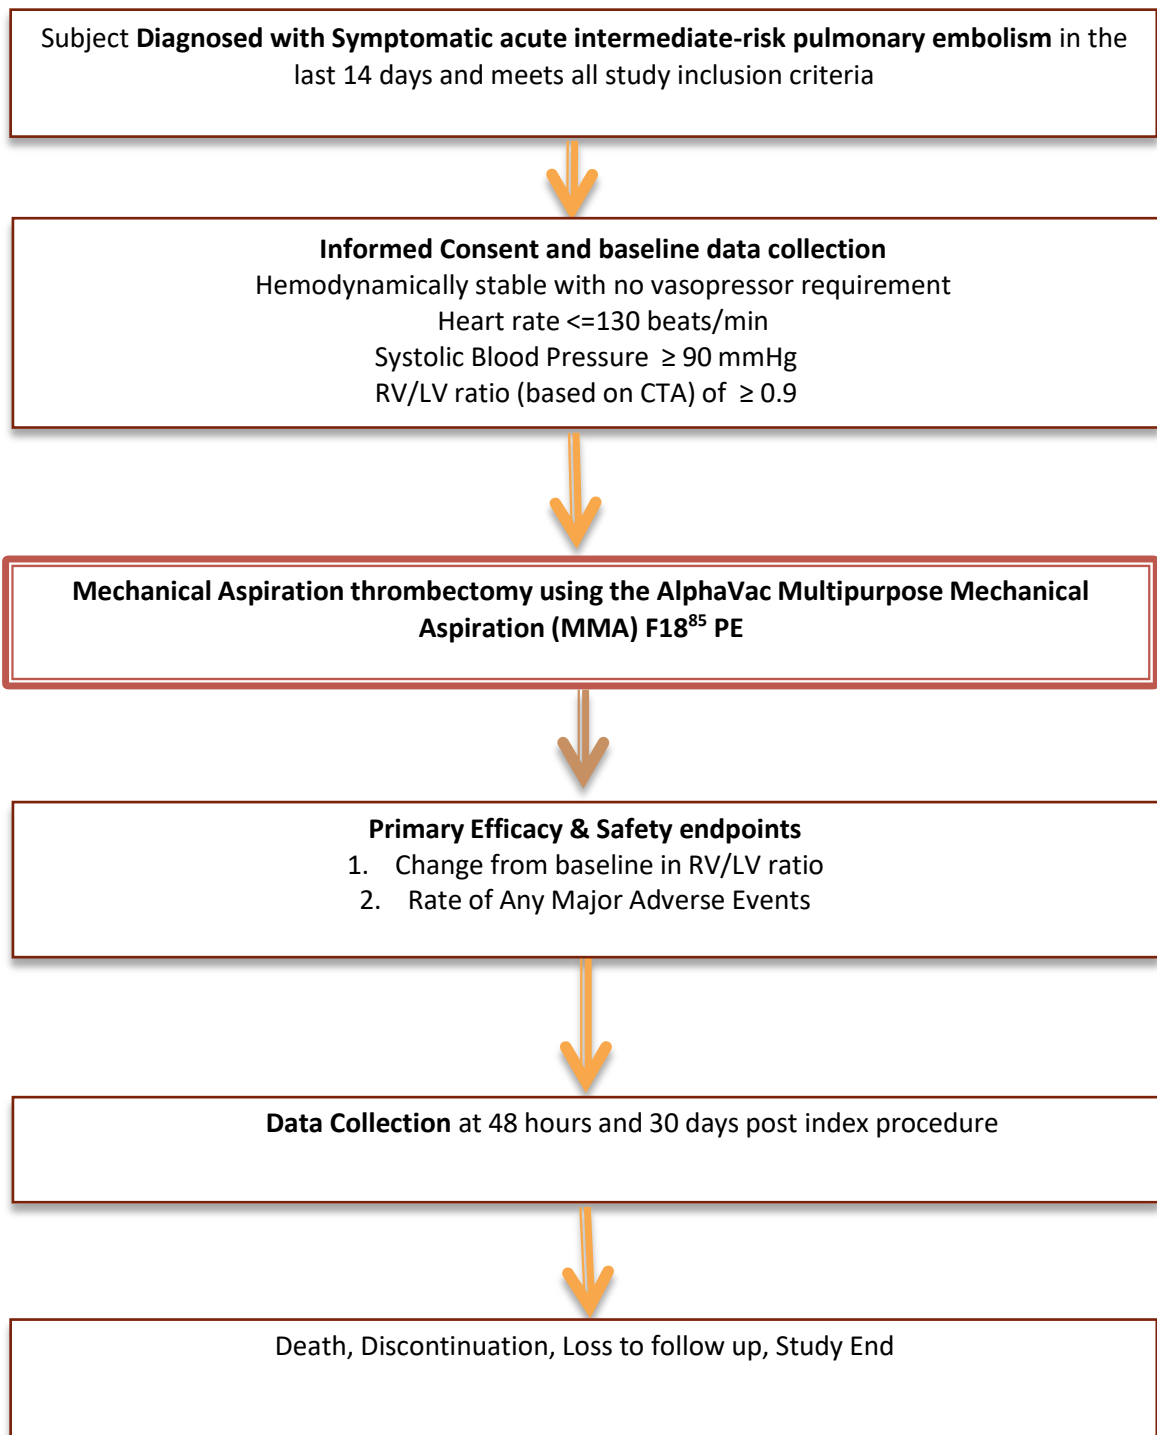 Subject Diagnosed with Symptomatic acute intermediate-risk pulmonary embolism in the
last 14 days and meets all study inclusion criteria
Informed Consent and baseline data collection
Hemodynamically stable with no vasopressor requirement
Heart rate <=130 beats/min
Systolic Blood Pressure ≥ 90 mmHg
RV/LV ratio (based on CTA) of ≥ 0.9
Mechanical Aspiration thrombectomy using the AlphaVac Multipurpose Mechanical
Aspiration (MMA) F18⁸⁵ PE
Primary Efficacy & Safety endpoints
1. Change from baseline in RV/LV ratio
2. Rate of Any Major Adverse Events
Data Collection at 48 hours and 30 days post index procedure
Death, Discontinuation, Loss to follow up, Study End